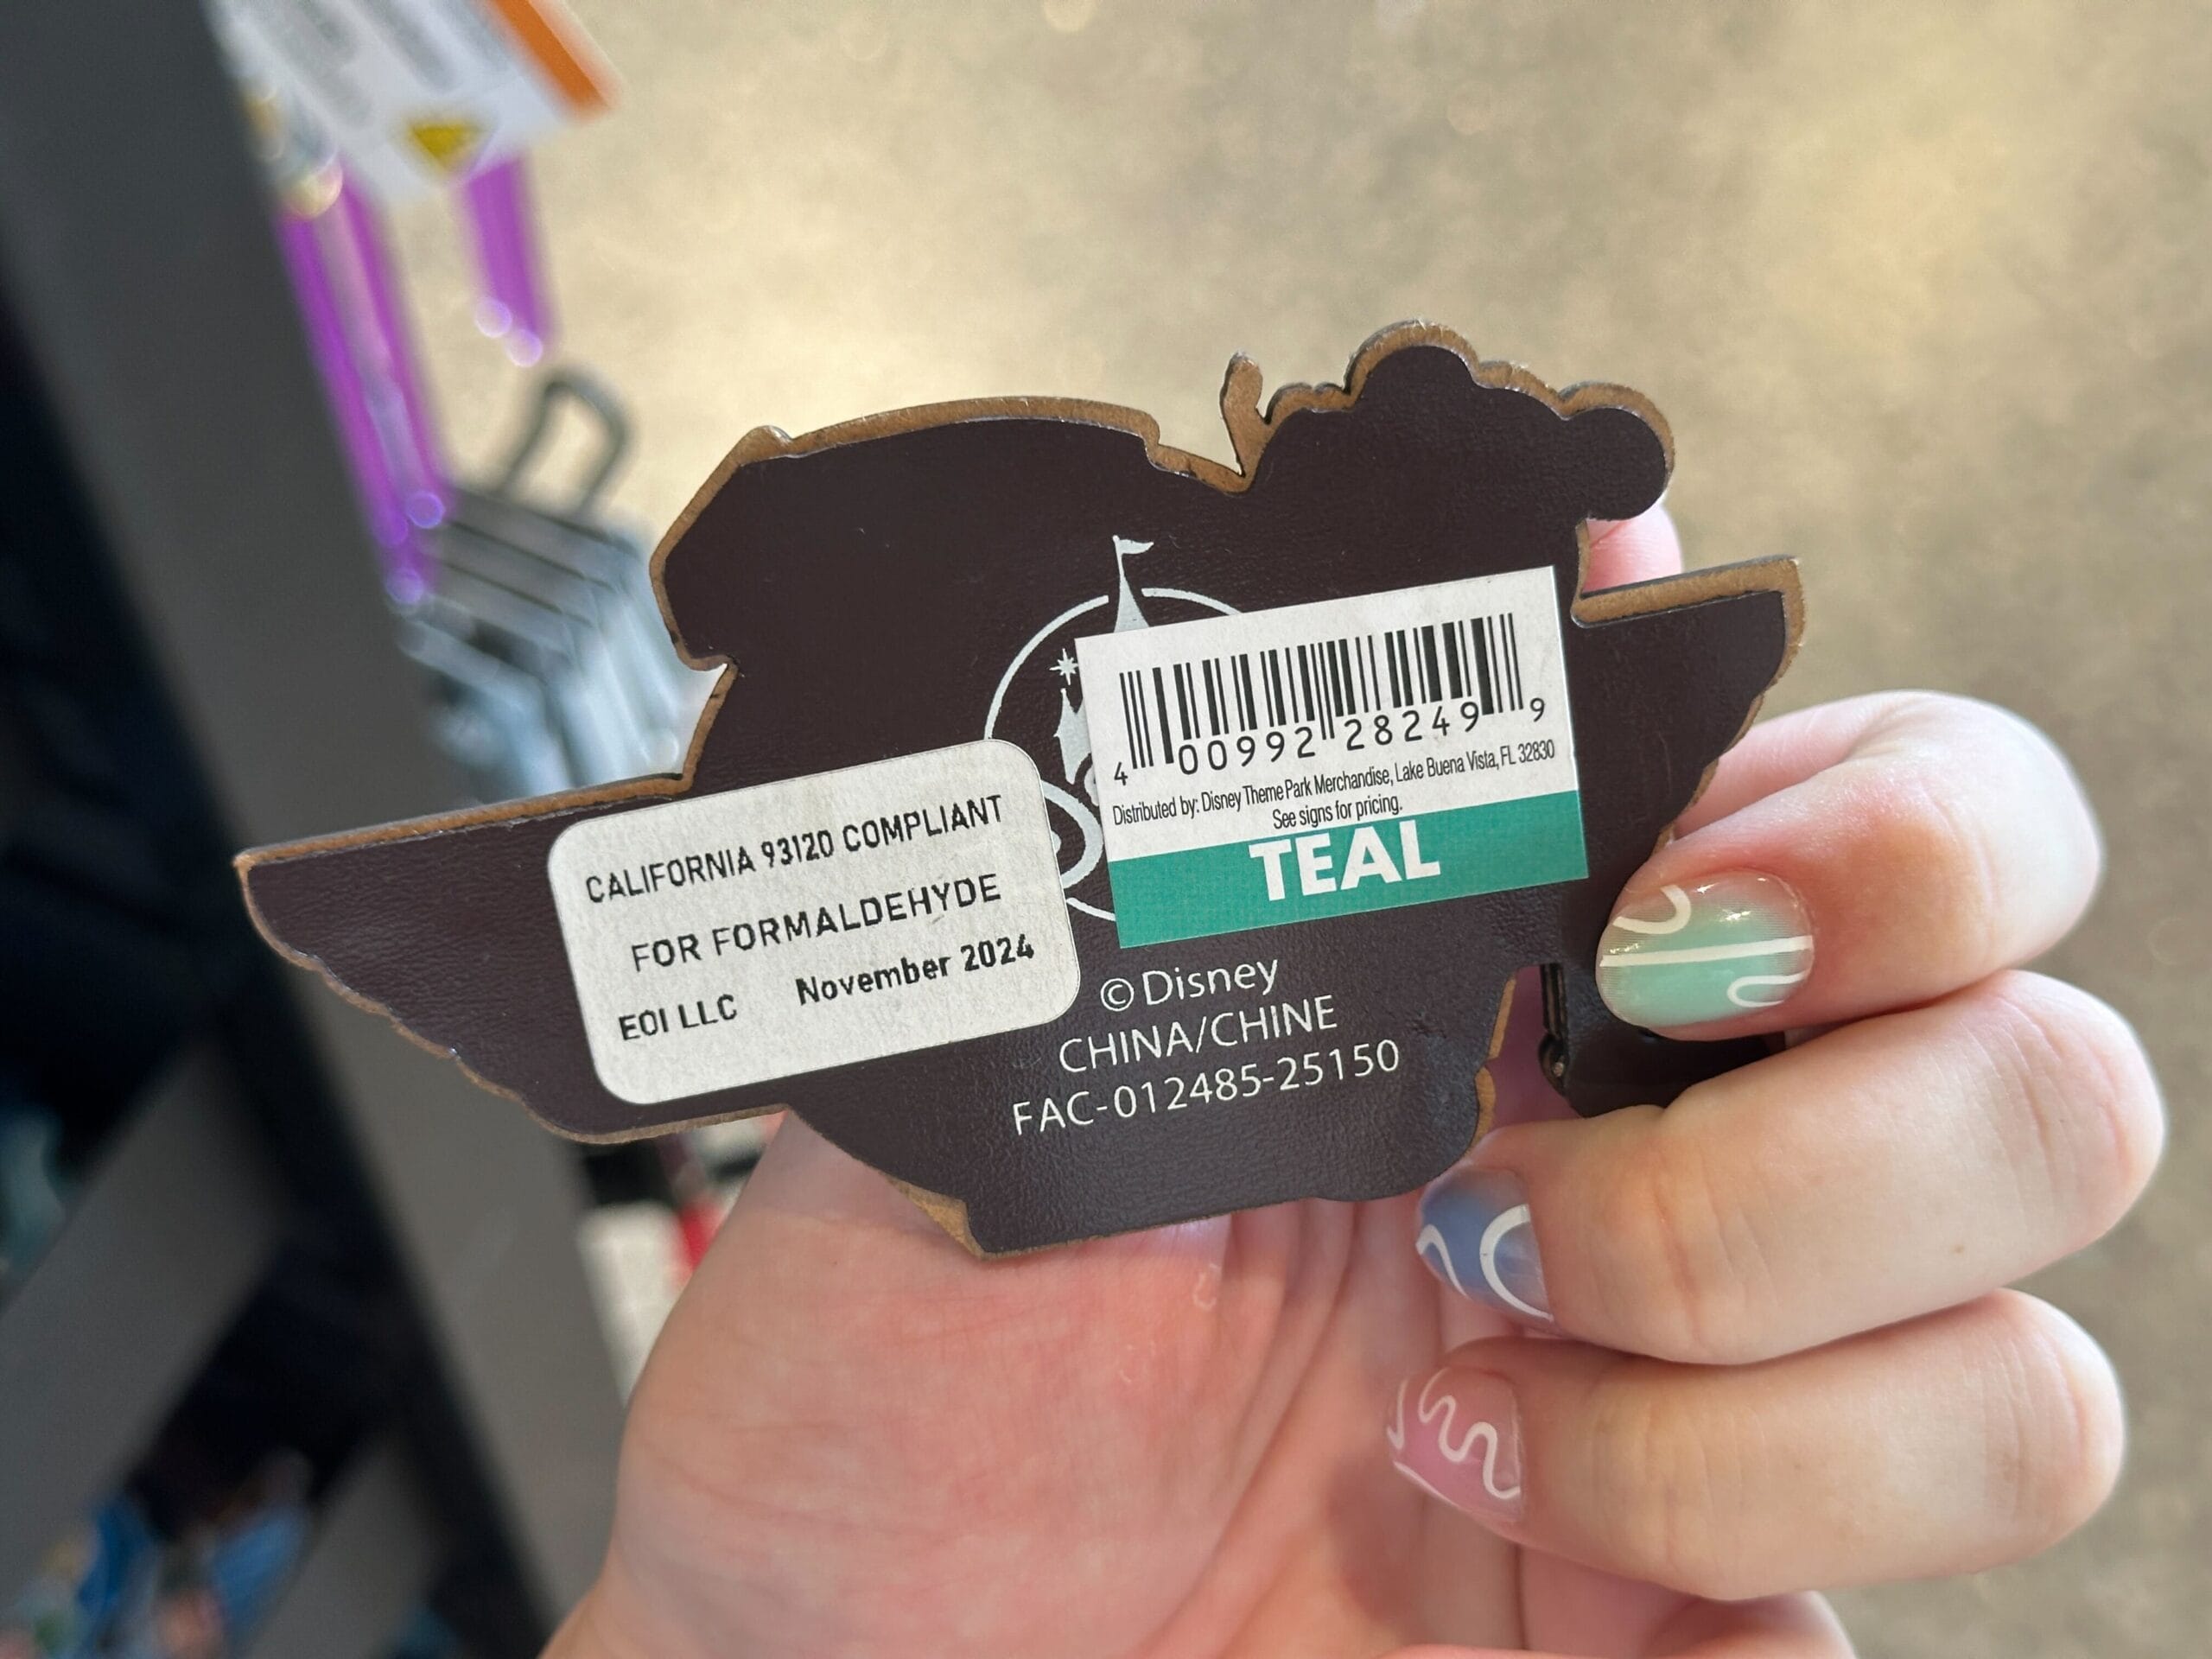 4 00992 28249 9
Distributed by: Disney Theme Park Merchandise, Lake Buena Vista, FL 32830
See signs for pricing.
TEAL
CALIFORNIA 93120 COMPLIANT
FOR FORMALDEHYDE
EOI LLC November 2024
© Disney
CHINA/CHINE
FAC-012485-25150